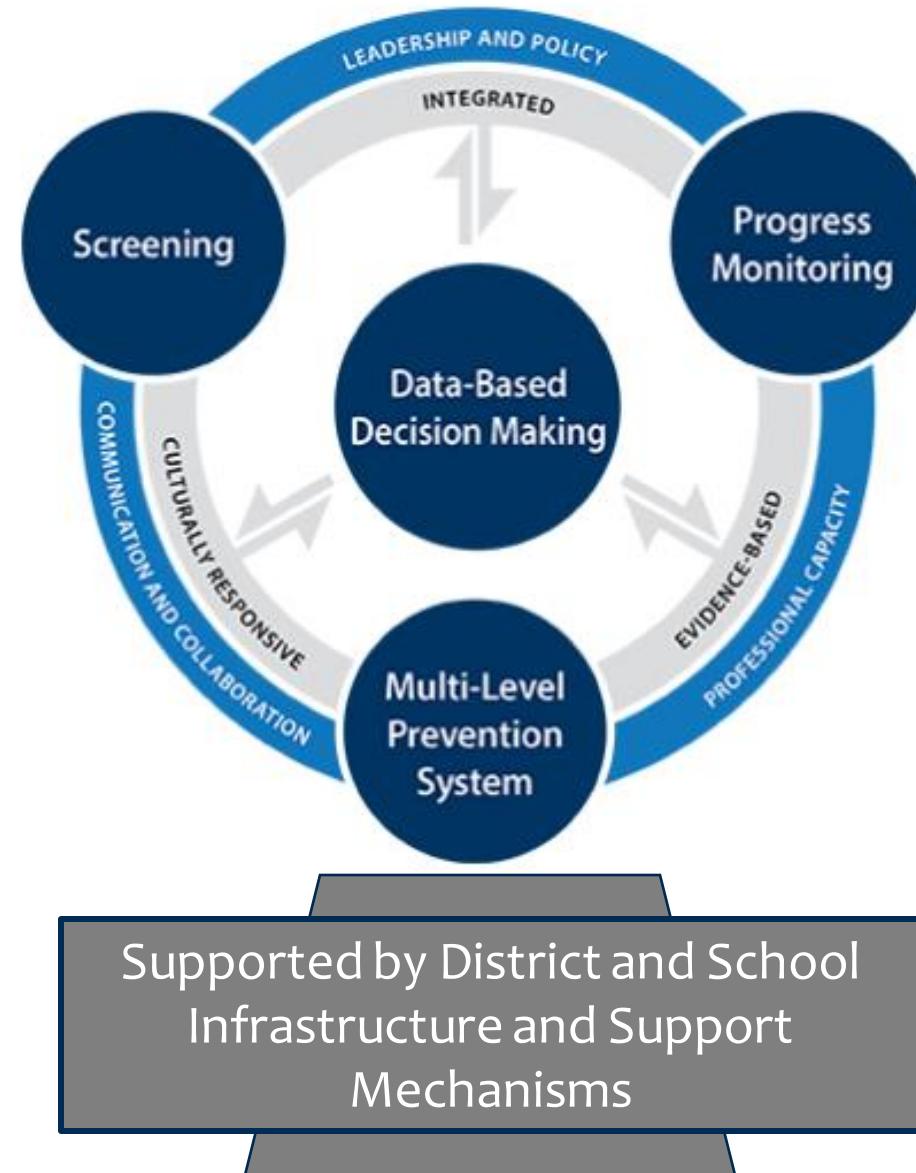 LEADERSHIP AND POLICY
INTEGRATED
Screening
Progress
Monitoring
Data-Based
Decision Making
COMMUNICATION AND COLLABORATION
CULTURALLY RESPONSIVE
EVIDENCE-BASED
PROFESSIONAL CAPACITY
Multi-Level
Prevention
System
Supported by District and School
Infrastructure and Support
Mechanisms